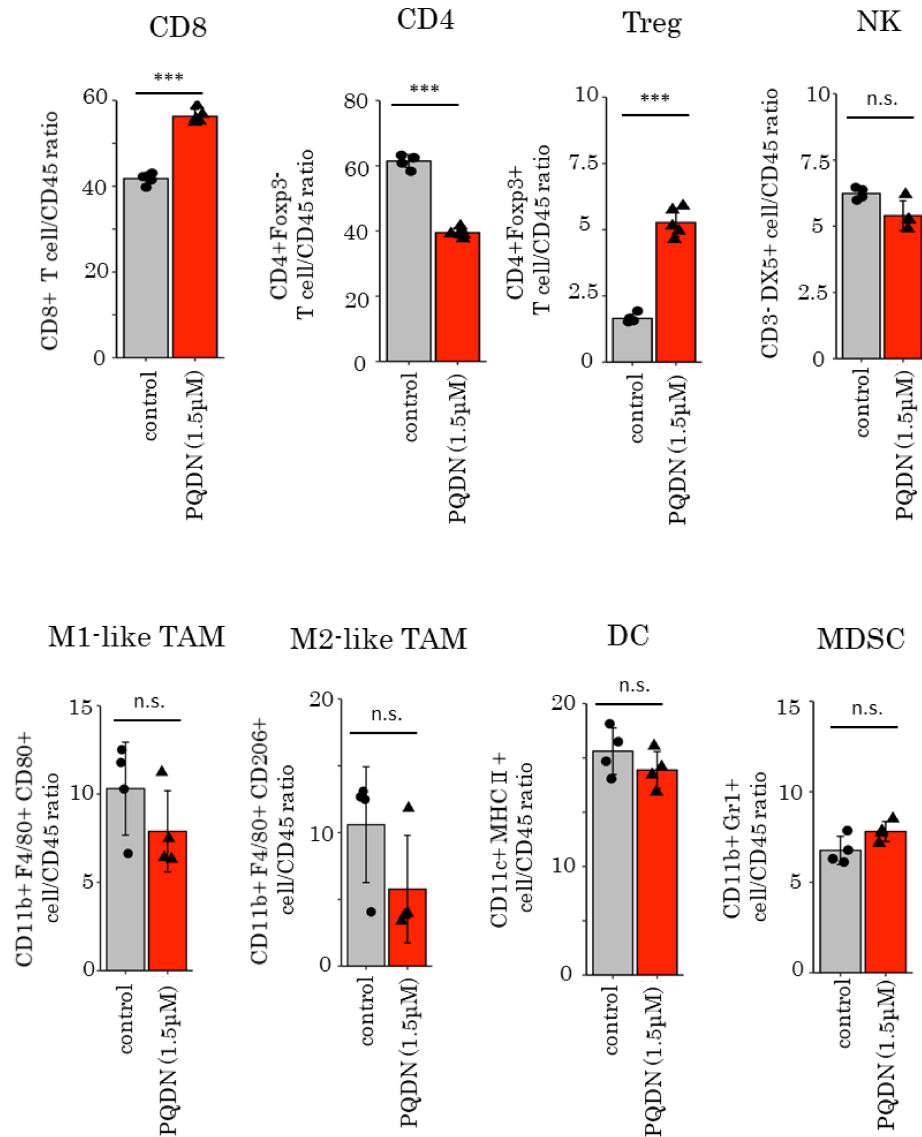 CD8
CD4
Treg
NK
***
***
***
n.s.
CD8+ T cell/CD45 ratio
60
40
20
0
control
PQDN (1.5µM)
CD4+Foxp3-
T cell/CD45 ratio
80
60
40
20
0
control
PQDN (1.5µM)
CD4+Foxp3+
T cell/CD45 ratio
10
7.5
5
2.5
0
control
PQDN (1.5µM)
CD3- DX5+ cell/CD45 ratio
10
7.5
5
2.5
0
control
PQDN (1.5µM)
M1-like TAM
M2-like TAM
DC
MDSC
n.s.
n.s.
n.s.
n.s.
CD11b+ F4/80+ CD80+
cell/CD45 ratio
15
10
5
0
control
PQDN (1.5µM)
CD11b+ F4/80+ CD206+
cell/CD45 ratio
20
10
0
control
PQDN (1.5µM)
CD11c+ MHC II +
cell/CD45 ratio
20
10
0
control
PQDN (1.5µM)
CD11b+ Gr1+
cell/CD45 ratio
15
10
5
0
control
PQDN (1.5µM)